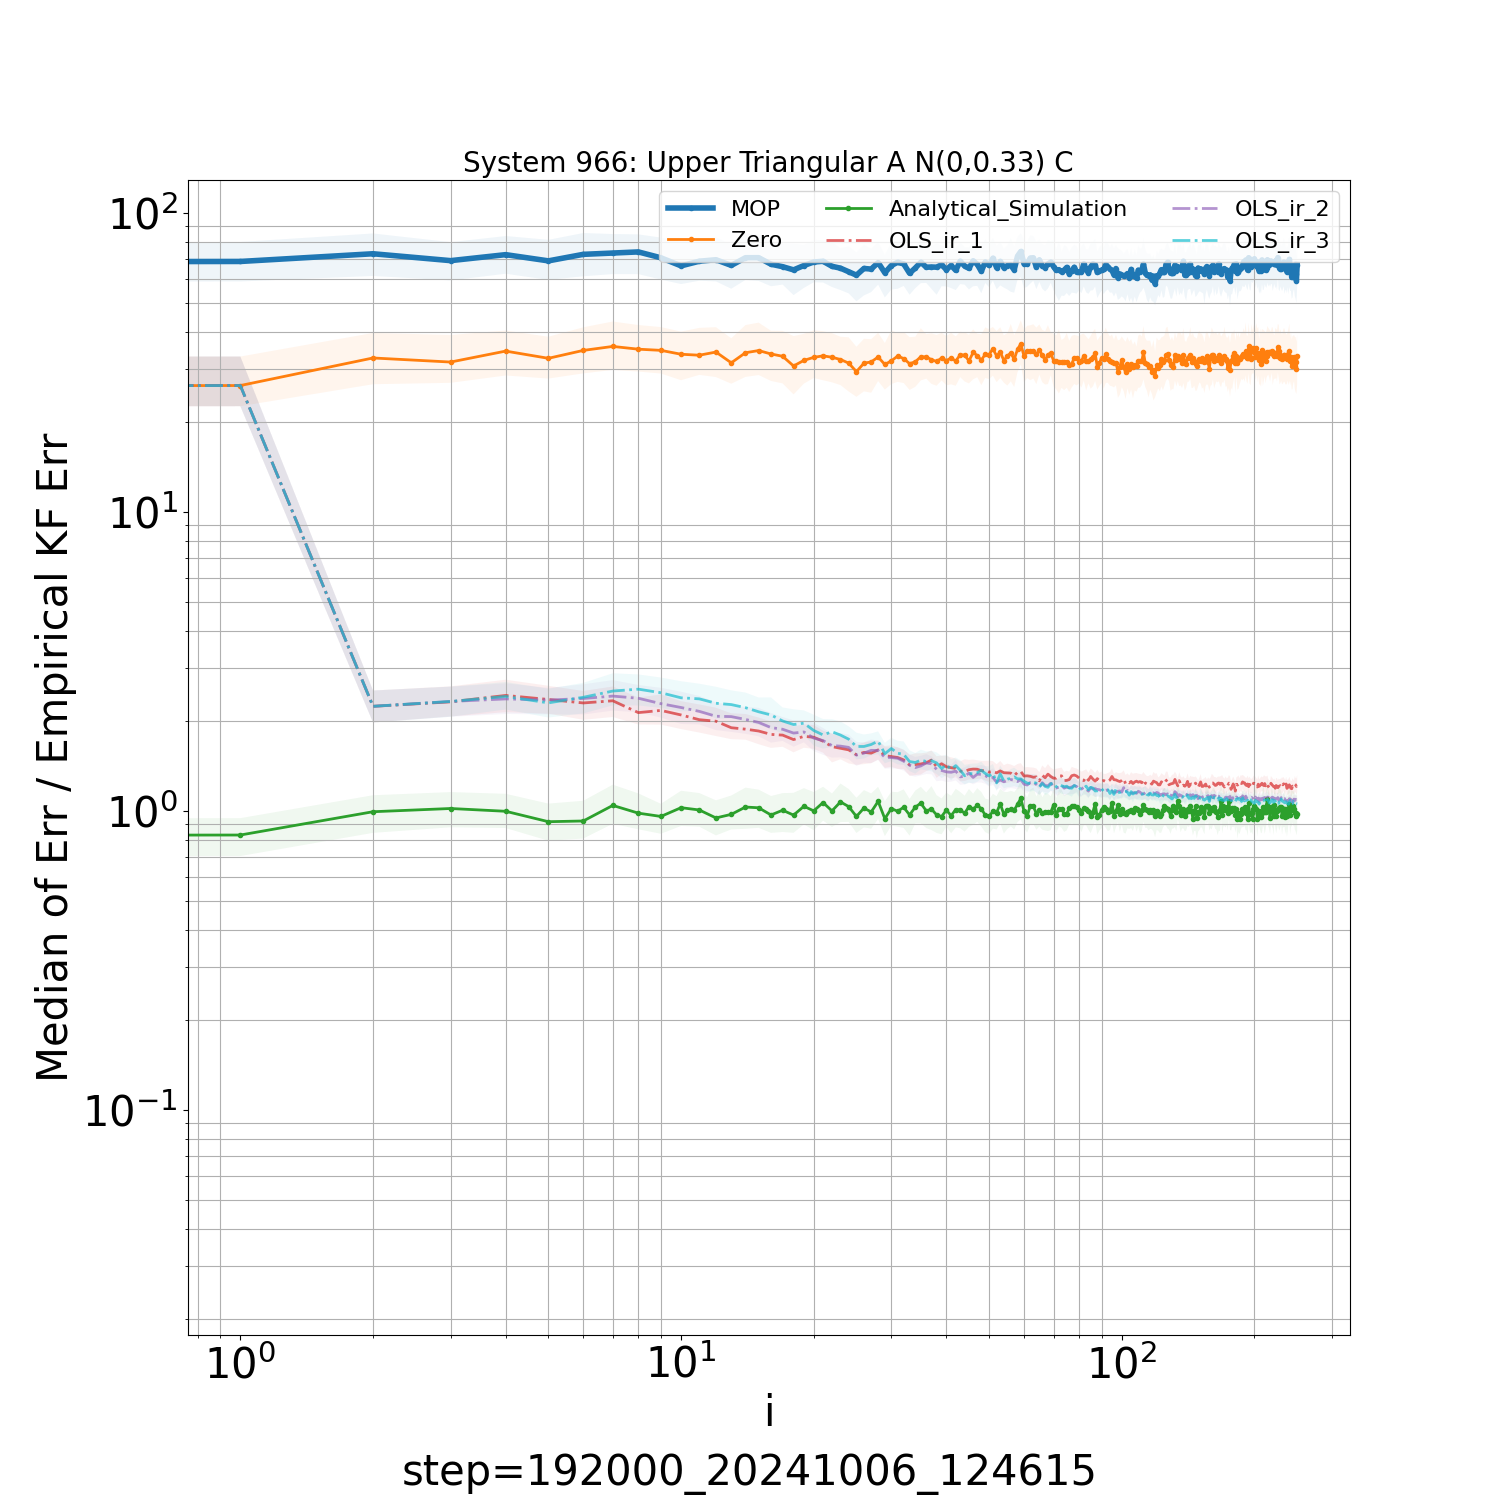 System 966: Upper Triangular A N(0,0.33) C
MOP
Zero
Analytical_Simulation
OLS_ir_1
OLS_ir_2
OLS_ir_3
Median of Err / Empirical KF Err
10²
10¹
10⁰
10⁻¹
10⁰ 10¹ 10²
i
step=192000_20241006_124615